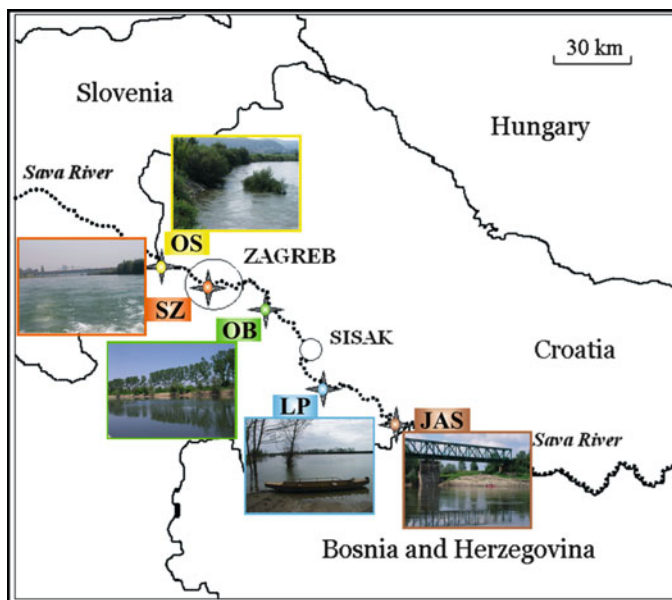 30 km
Slovenia
Hungary
Sava River
OS
ZAGREB
SZ
OB
SISAK
Croatia
LP
JAS
Sava River
Bosnia and Herzegovina